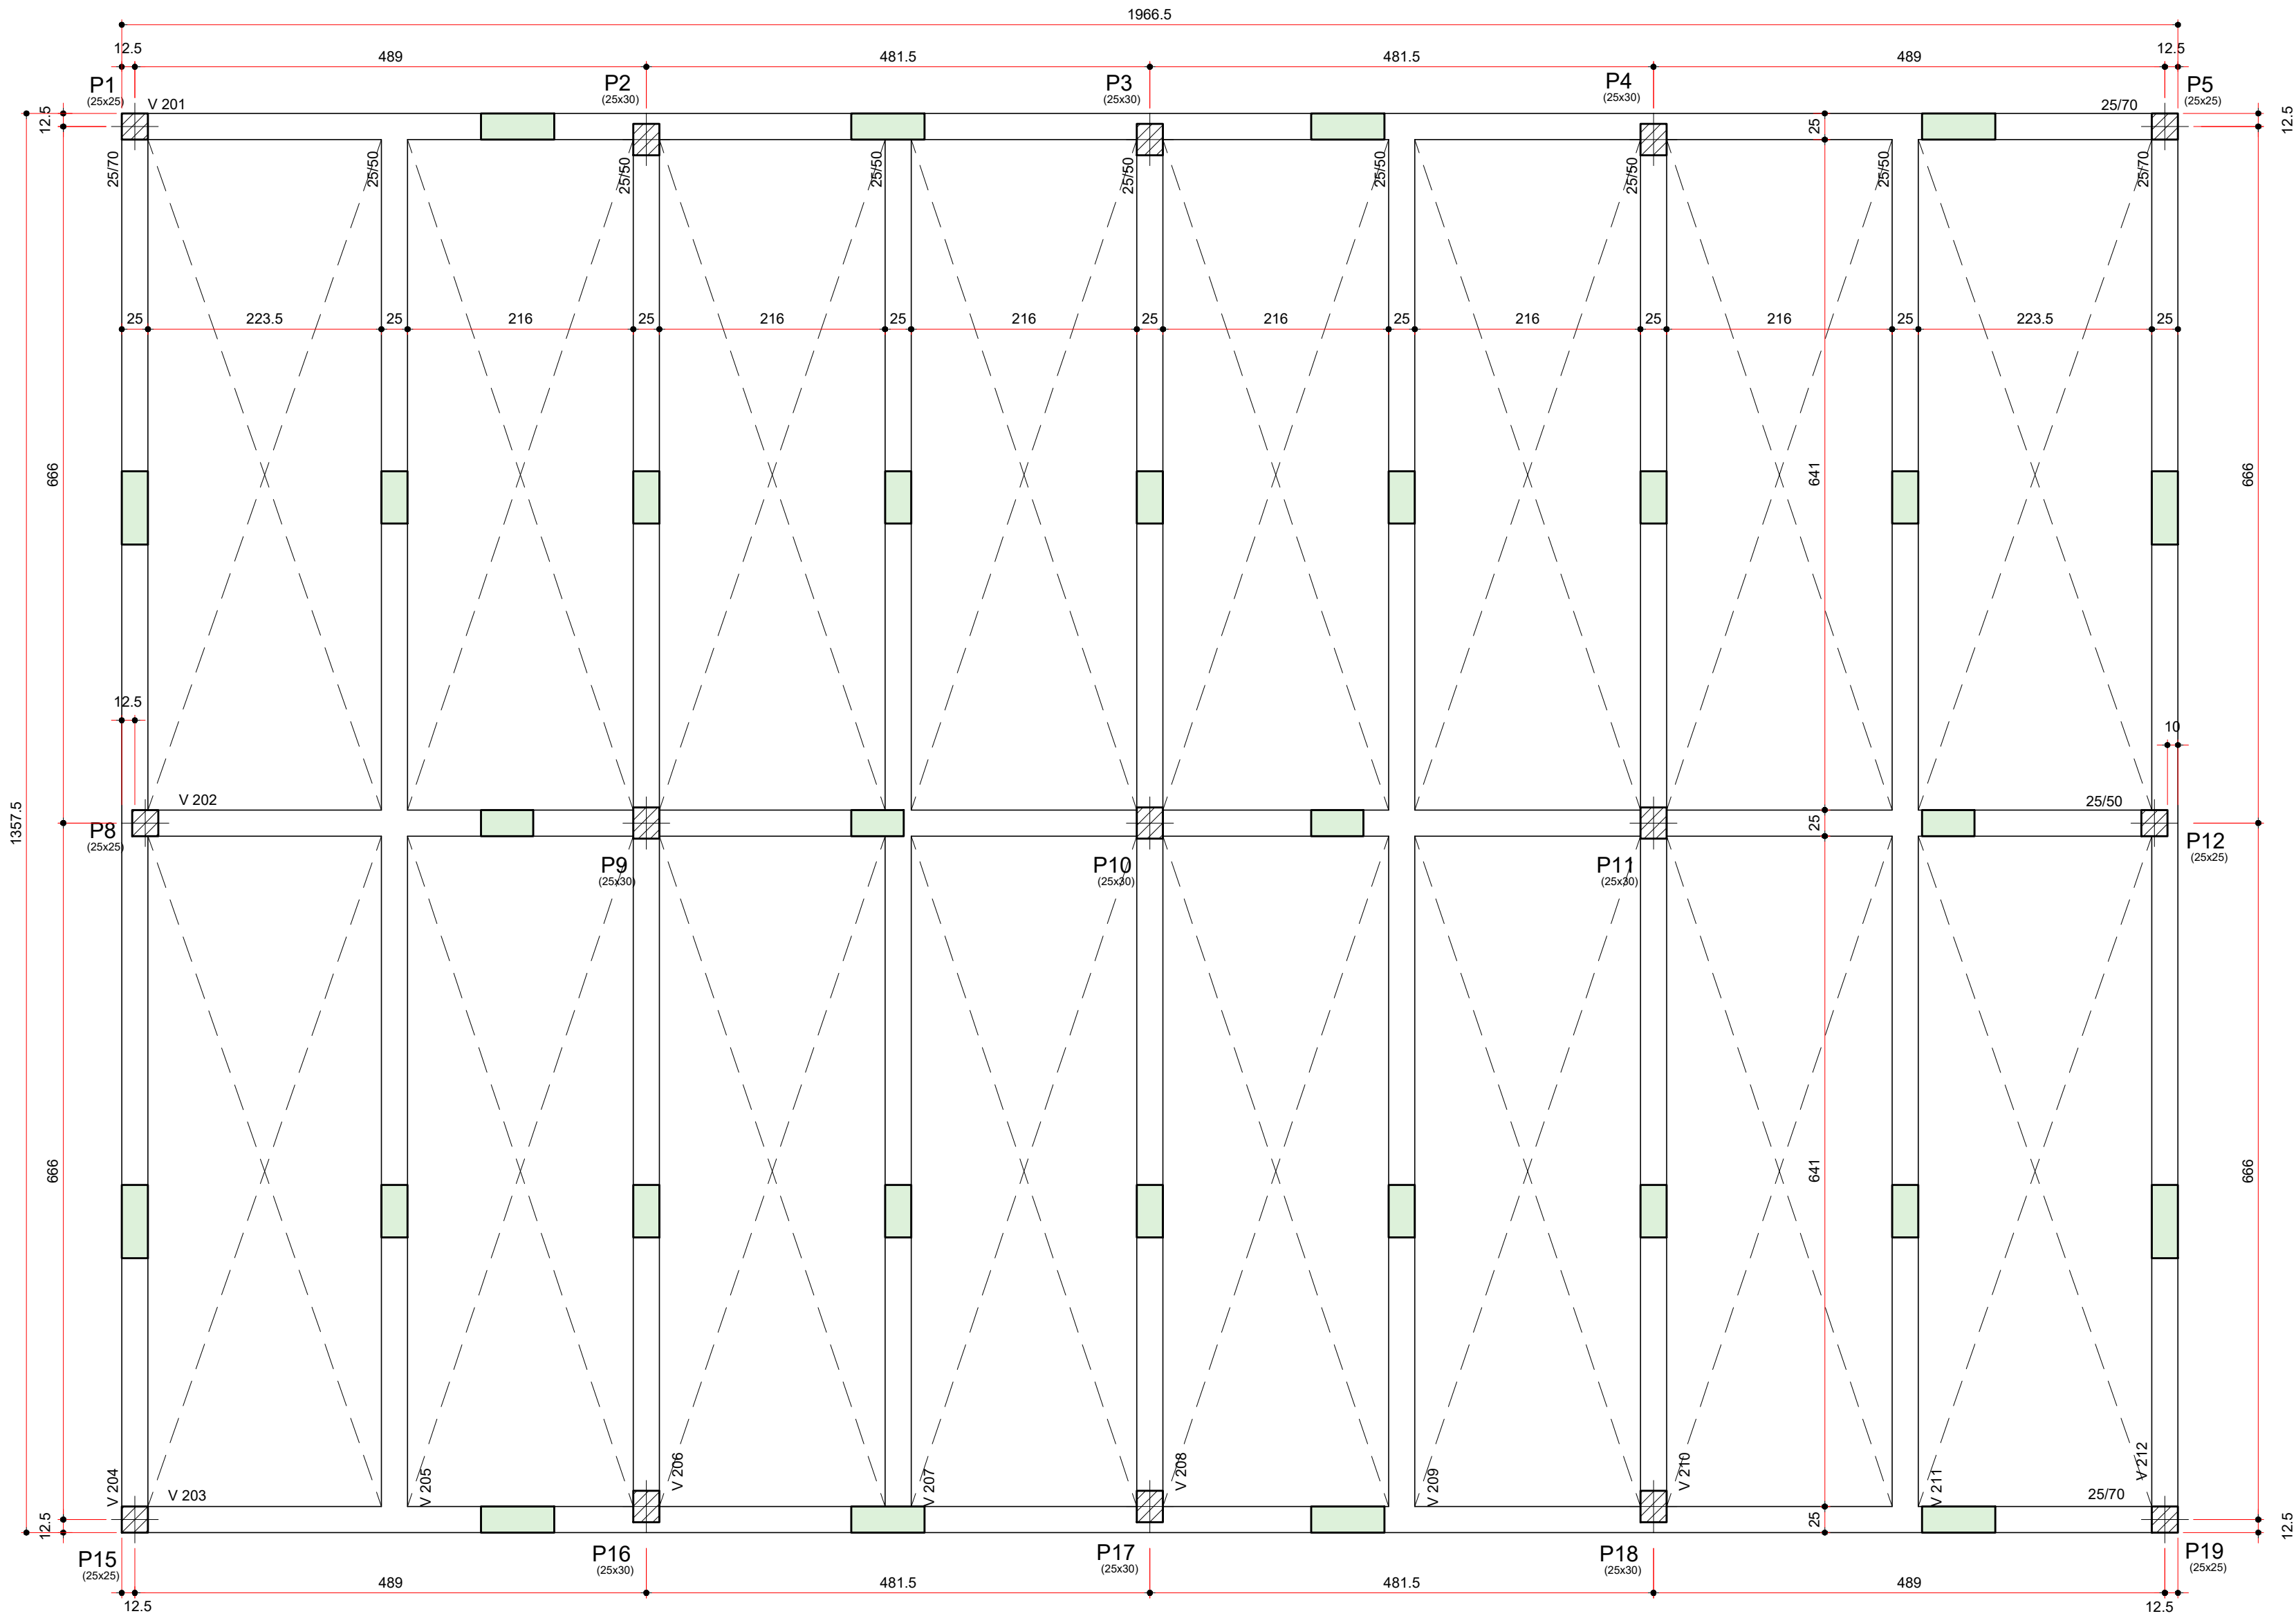 1966.5
12.5
489
481.5
481.5
489
12.5
P1
(25x25)
P2
(25x30)
P3
(25x30)
P4
(25x30)
P5
(25x25)
12.5
V 201
25/70
25
12.5
25/70
25/50
25/50
25/50
25/50
25/50
25/50
25/50
25/70
25
223.5
25
216
25
216
25
216
25
216
25
216
25
216
25
223.5
25
666
641
666
12.5
10
1357.5
V 202
25/50
P8
(25x25)
25
P12
(25x25)
P9
(25x30)
P10
(25x30)
P11
(25x30)
666
641
666
V 204
V 205
V 206
V 207
V 208
V 209
V 210
V 211
V 212
V 203
25/70
12.5
25
12.5
P15
(25x25)
P16
(25x30)
P17
(25x30)
P18
(25x30)
P19
(25x25)
489
481.5
481.5
489
12.5
12.5